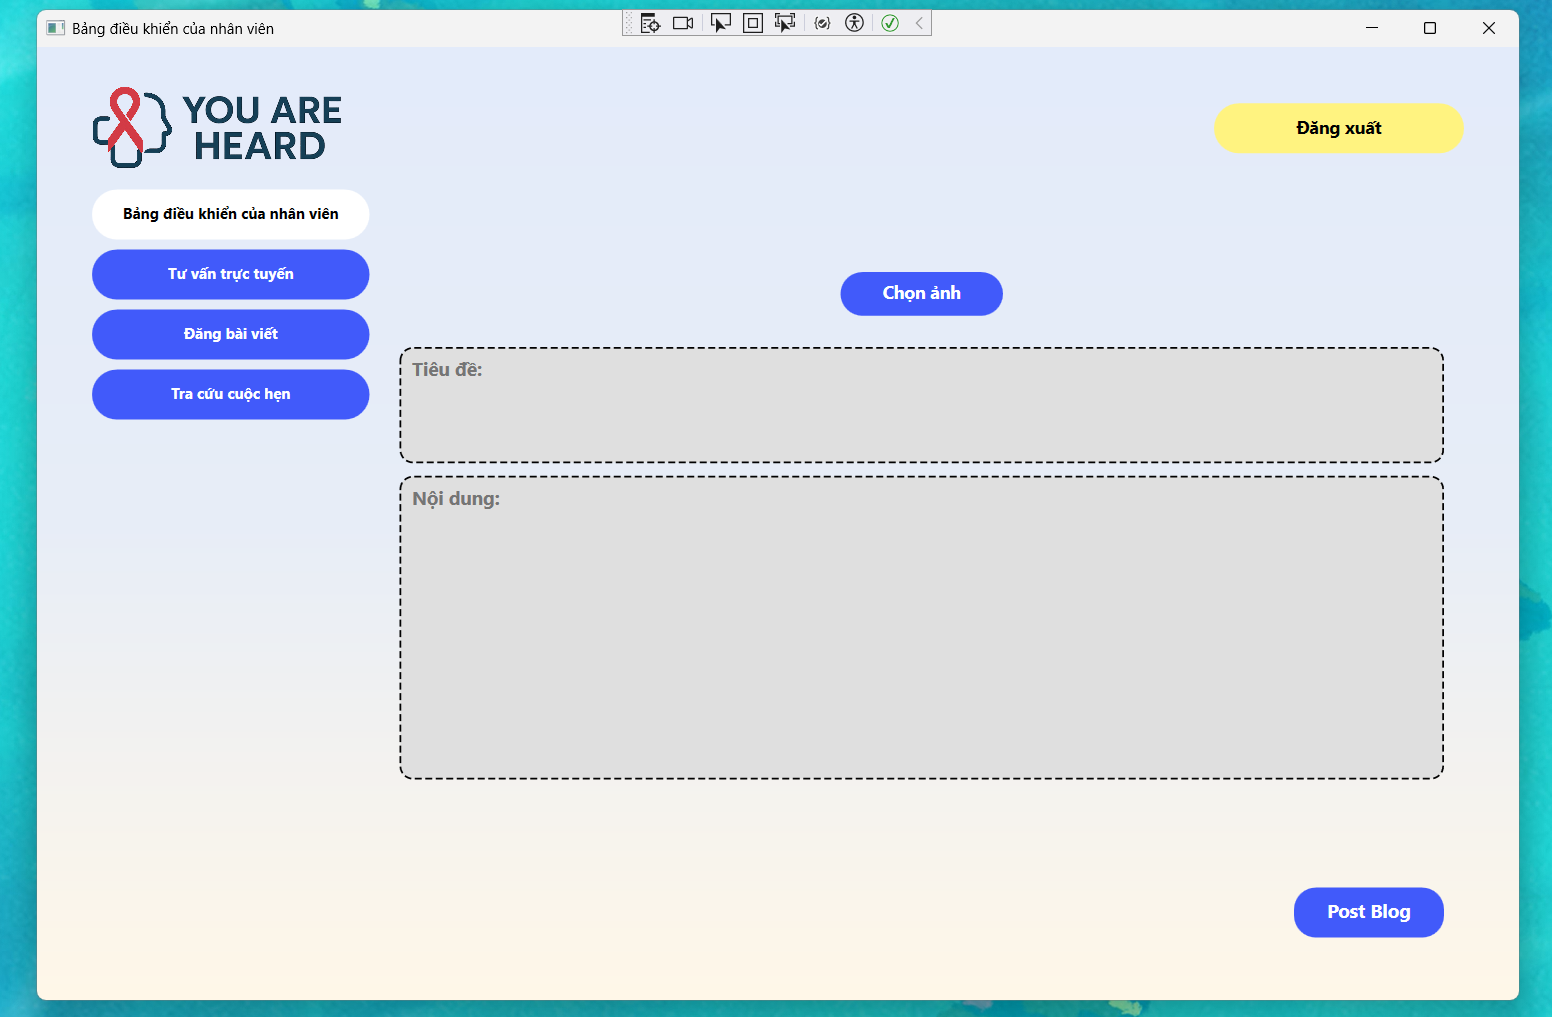 Bảng điều khiển của nhân viên
YOU ARE
HEARD
Đăng xuất
Bảng điều khiển của nhân viên
Tư vấn trực tuyến
Đăng bài viết
Tra cứu cuộc hẹn
Chọn ảnh
Tiêu đề:
Nội dung:
Post Blog